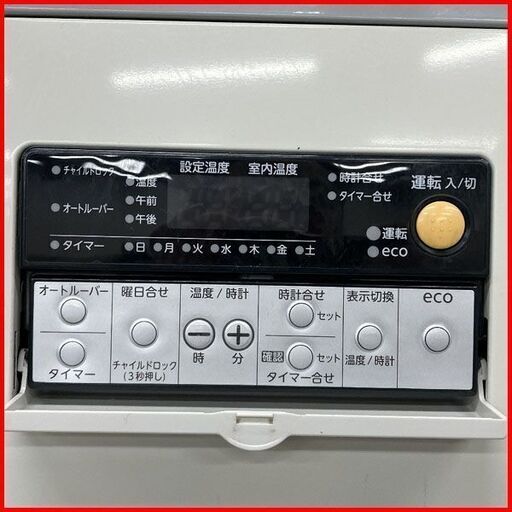 設定温度 室内温度
チャイルドロック
温度
時計合せ
運転 入/切
午前
タイマー合せ
オートルーバー
午後
運転
タイマー 日 月 火 水 木 金 土
eco
オートルーバー
曜日合せ
温度/時計
時計合せ
表示切換
eco
セット
時 分
確認 セット
タイマー
チャイルドロック
(3秒押し)
タイマー合せ
温度/時計